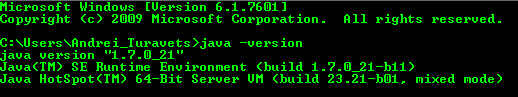 Microsoft Windows [Version 6.1.7601]
Copyright (c) 2009 Microsoft Corporation.  All rights reserved.
C:\Users\Andrei_Turavets>java -version
java version "1.7.0_21"
Java(TM) SE Runtime Environment (build 1.7.0_21-b11)
Java HotSpot(TM) 64-Bit Server VM (build 23.21-b01, mixed mode)